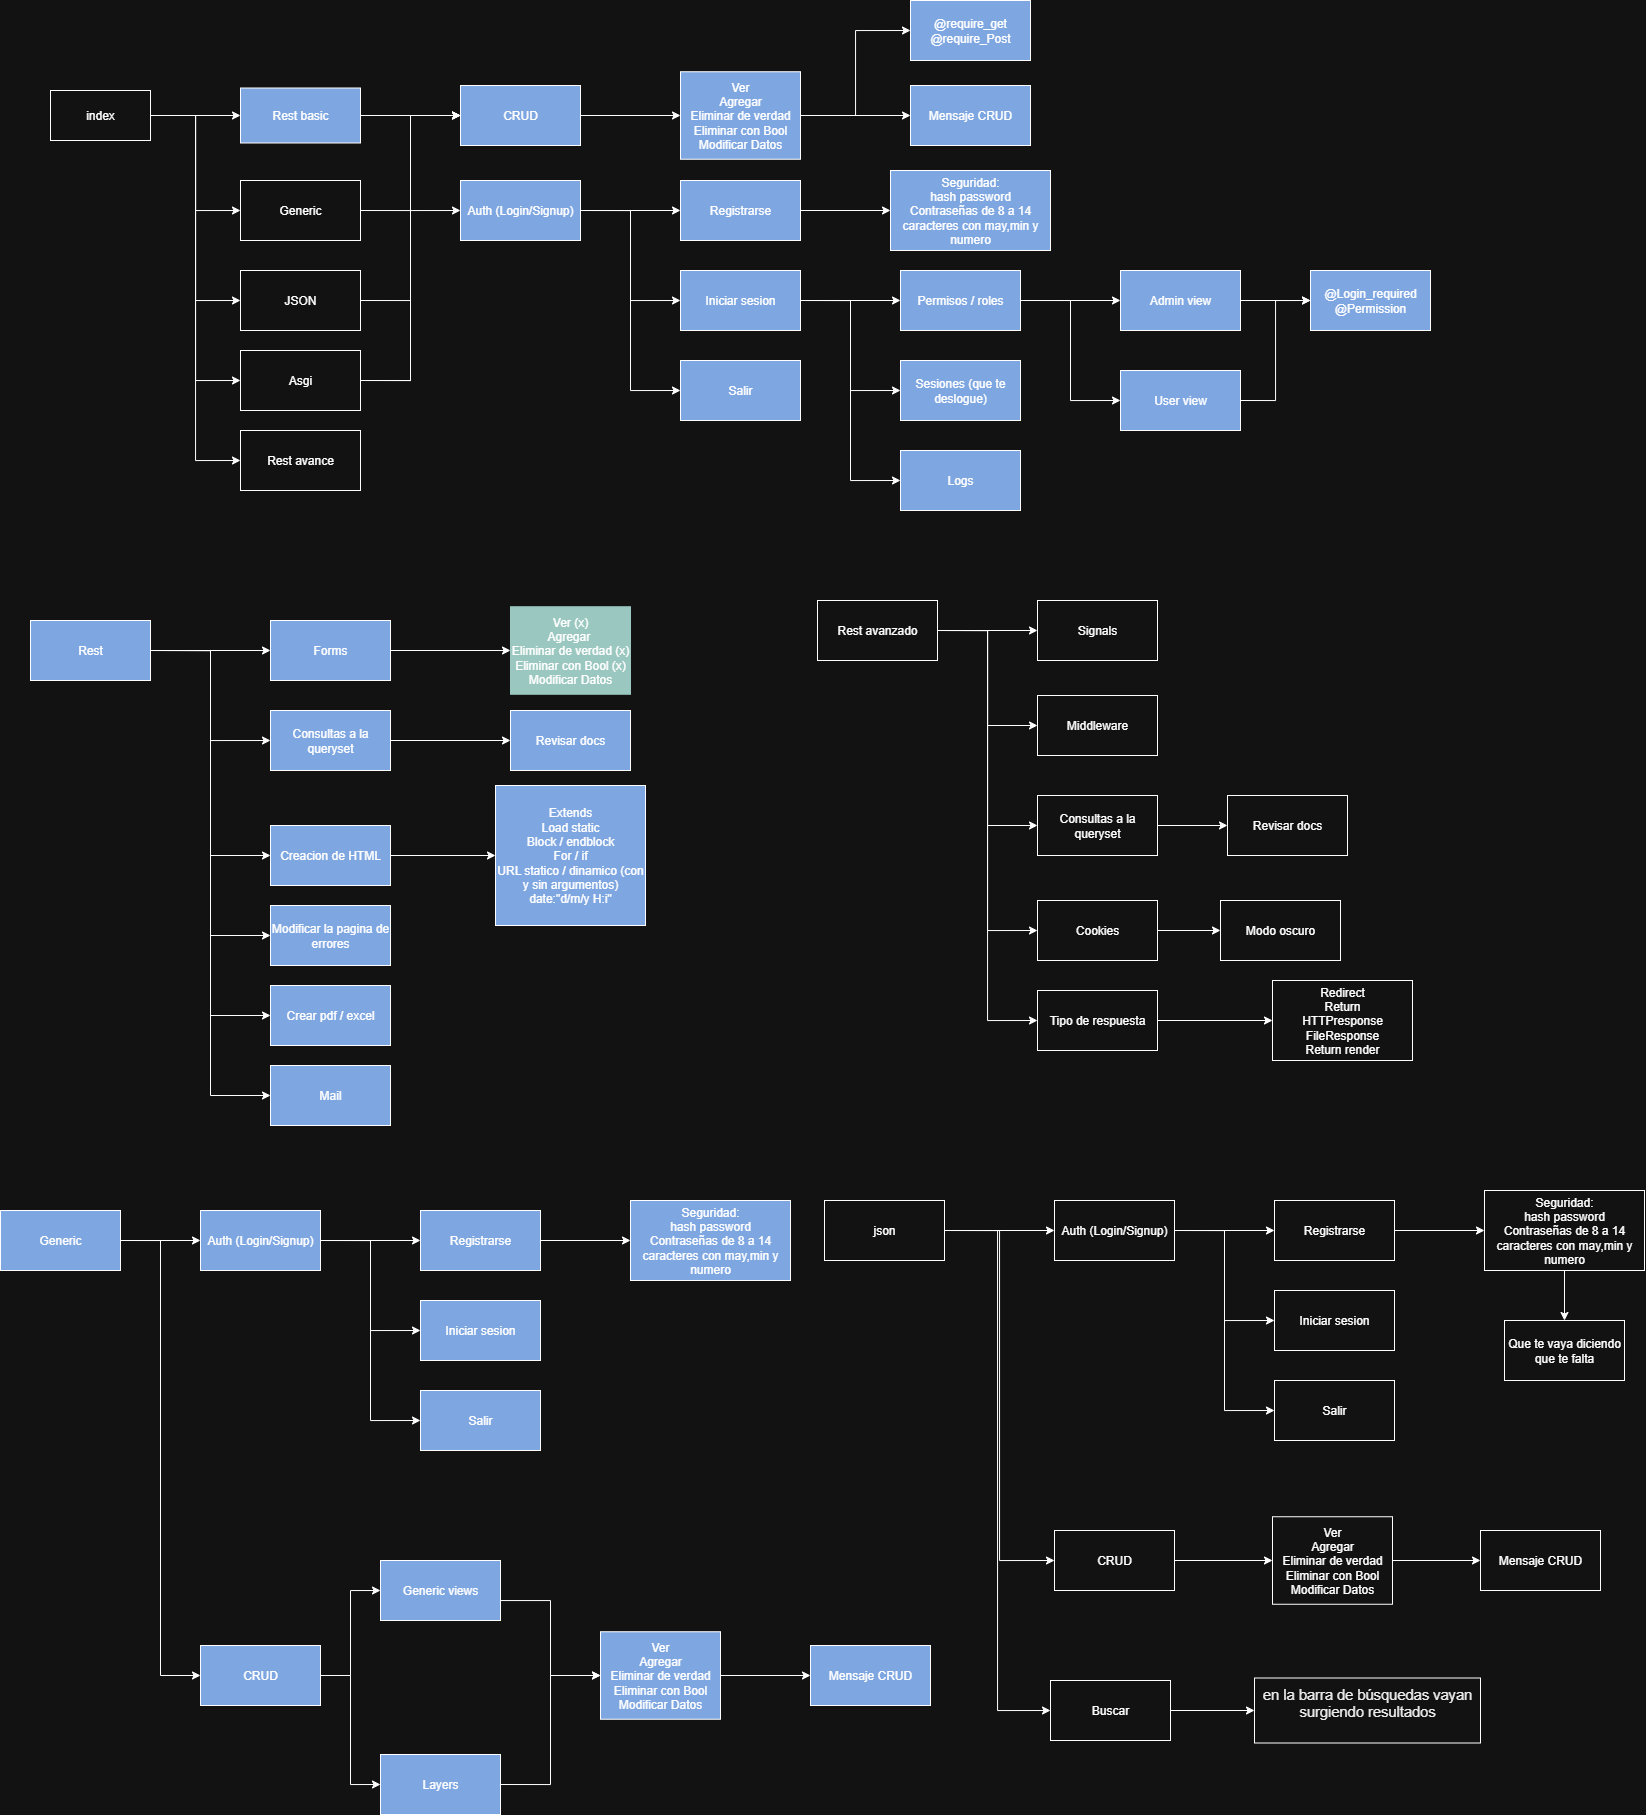 @require_get
@require_Post
index
Rest basic
CRUD
Ver
Agregar
Eliminar de verdad
Eliminar con Bool
Modificar Datos
Mensaje CRUD
Generic
Auth (Login/Signup)
Registrarse
Seguridad:
hash password
Contraseñas de 8 a 14
caracteres con may,min y
numero
JSON
Iniciar sesion
Permisos / roles
Admin view
@Login_required
@Permission
Asgi
Salir
Sesiones (que te
deslogue)
User view
Rest avance
Logs
Rest
Forms
Ver (x)
Agregar
Eliminar de verdad (x)
Eliminar con Bool (x)
Modificar Datos
Consultas a la
queryset
Revisar docs
Creacion de HTML
Extends
Load static
Block / endblock
For / if
URL statico / dinamico (con
y sin argumentos)
date:"d/m/y H:i"
Modificar la pagina de
errores
Crear pdf / excel
Mail
Rest avanzado
Signals
Middleware
Consultas a la
queryset
Revisar docs
Cookies
Modo oscuro
Tipo de respuesta
Redirect
Return
HTTPresponse
FileResponse
Return render
Generic
Auth (Login/Signup)
Registrarse
Seguridad:
hash password
Contraseñas de 8 a 14
caracteres con may,min y
numero
Iniciar sesion
Salir
Generic views
CRUD
Ver
Agregar
Eliminar de verdad
Eliminar con Bool
Modificar Datos
Mensaje CRUD
Layers
json
Auth (Login/Signup)
Registrarse
Seguridad:
hash password
Contraseñas de 8 a 14
caracteres con may,min y
numero
Iniciar sesion
Que te vaya diciendo
que te falta
Salir
CRUD
Ver
Agregar
Eliminar de verdad
Eliminar con Bool
Modificar Datos
Mensaje CRUD
Buscar
en la barra de búsquedas vayan
surgiendo resultados